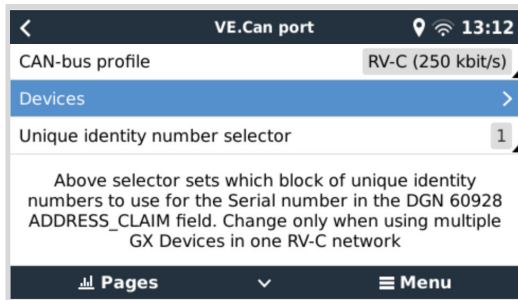 VE.Can port
13:12
CAN-bus profile
RV-C (250 kbit/s)
Devices
Unique identity number selector
1
Above selector sets which block of unique identity
numbers to use for the Serial number in the DGN 60928
ADDRESS_CLAIM field. Change only when using multiple
GX Devices in one RV-C network
Pages
Menu